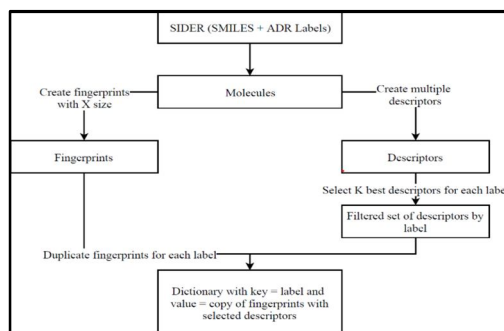 SIDER (SMILES + ADR Labels)
Molecules
Create fingerprints
with X size
Create multiple
descriptors
Fingerprints
Descriptors
Select K best descriptors for each label
Filtered set of descriptors by
label
Duplicate fingerprints for each label
Dictionary with key = label and
value = copy of fingerprints with
selected descriptors